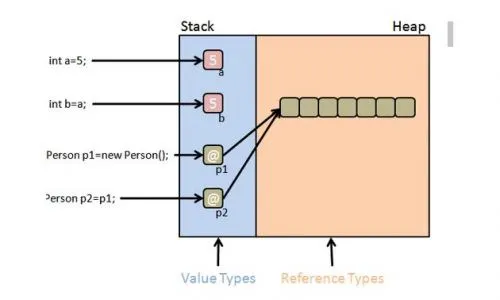 Stack Heap
int a=5; 5
a
int b=a; 5
b
Person p1=new Person(); @
p1
Person p2=p1; @
p2
Value Types Reference Types